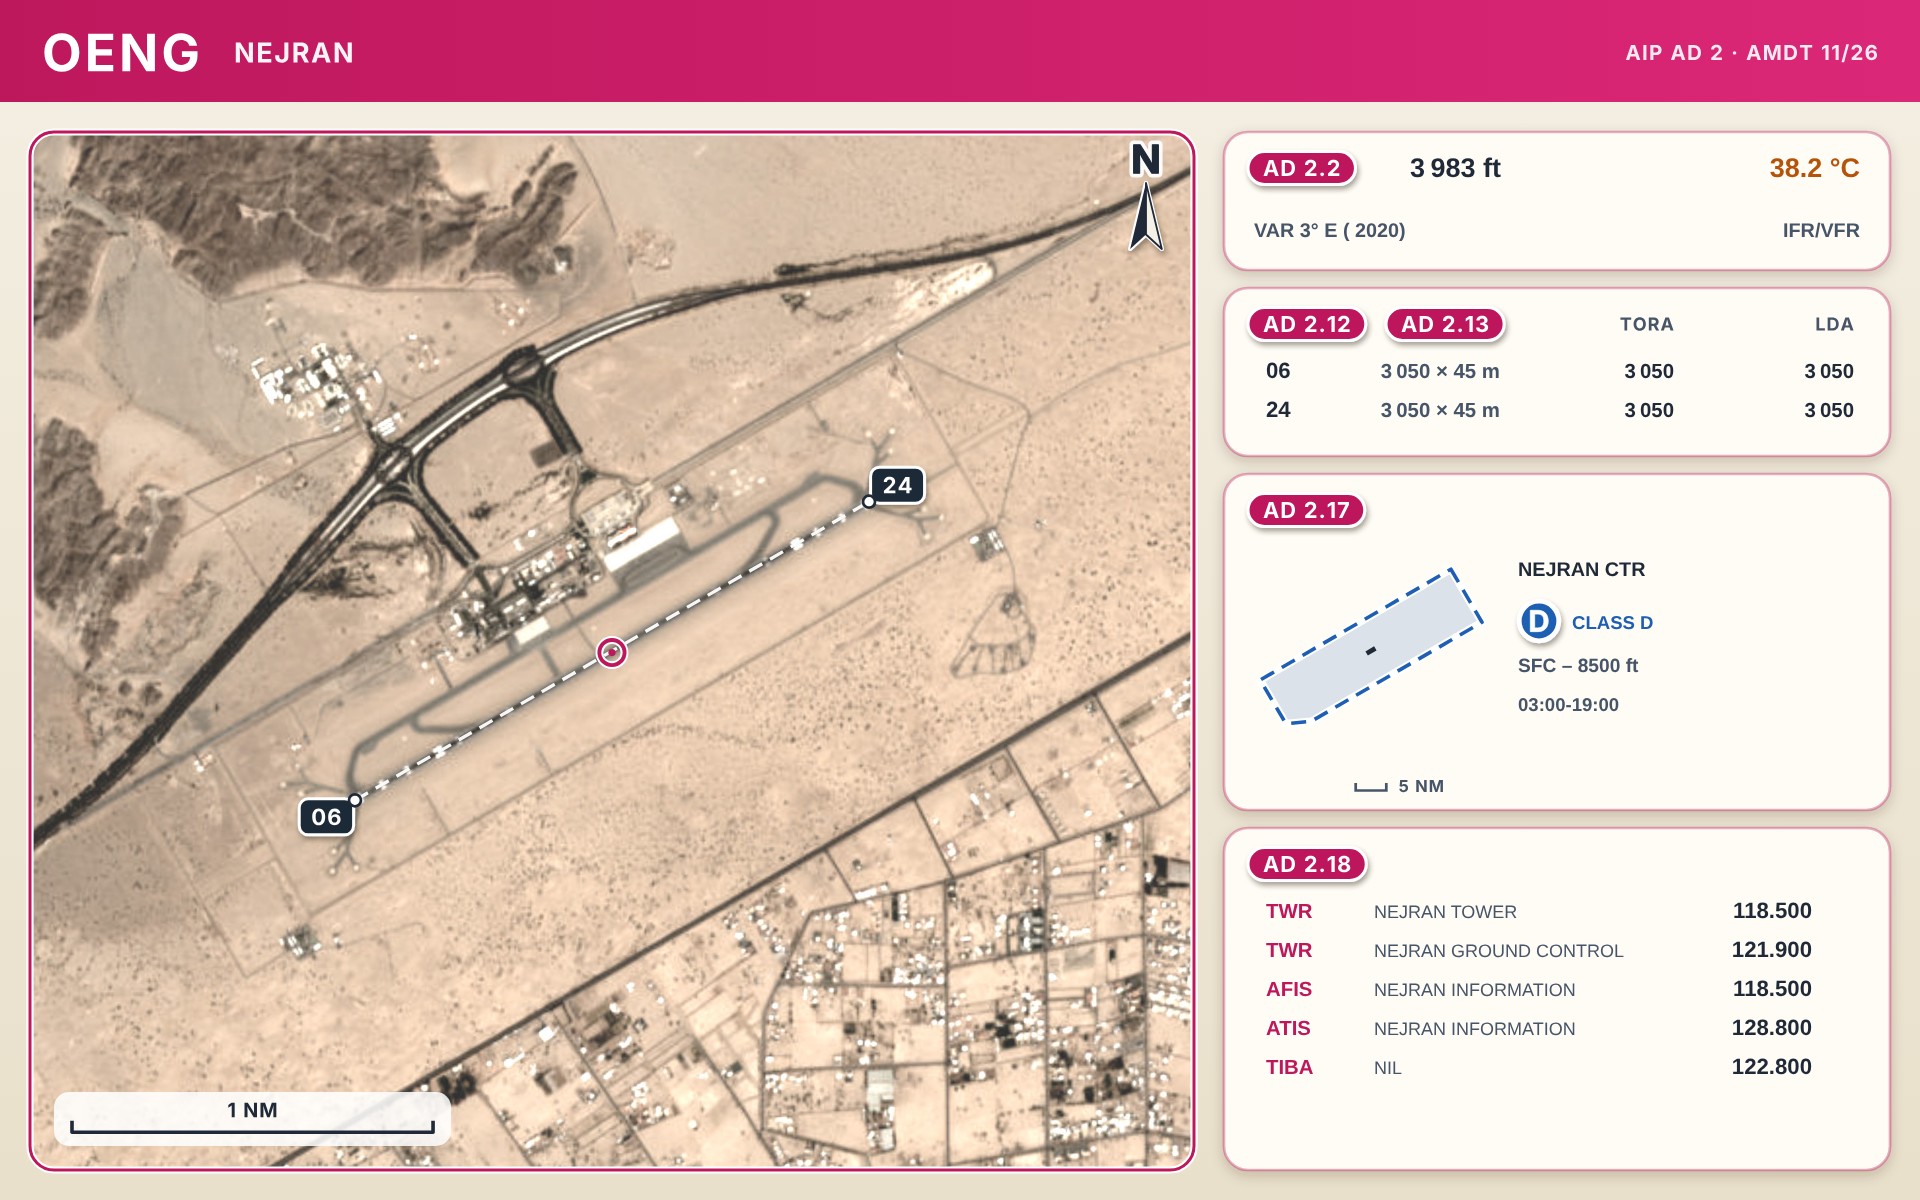 OENG NEJRAN AIP AD 2 · AMDT 11/26
N
24
06
1 NM
AD 2.2 3 983 ft 38.2 °C
VAR 3° E ( 2020) IFR/VFR
AD 2.12 AD 2.13 TORA LDA
06 3 050 × 45 m 3 050 3 050
24 3 050 × 45 m 3 050 3 050
AD 2.17
NEJRAN CTR
D CLASS D
SFC – 8500 ft
03:00-19:00
5 NM
AD 2.18
TWR NEJRAN TOWER 118.500
TWR NEJRAN GROUND CONTROL 121.900
AFIS NEJRAN INFORMATION 118.500
ATIS NEJRAN INFORMATION 128.800
TIBA NIL 122.800